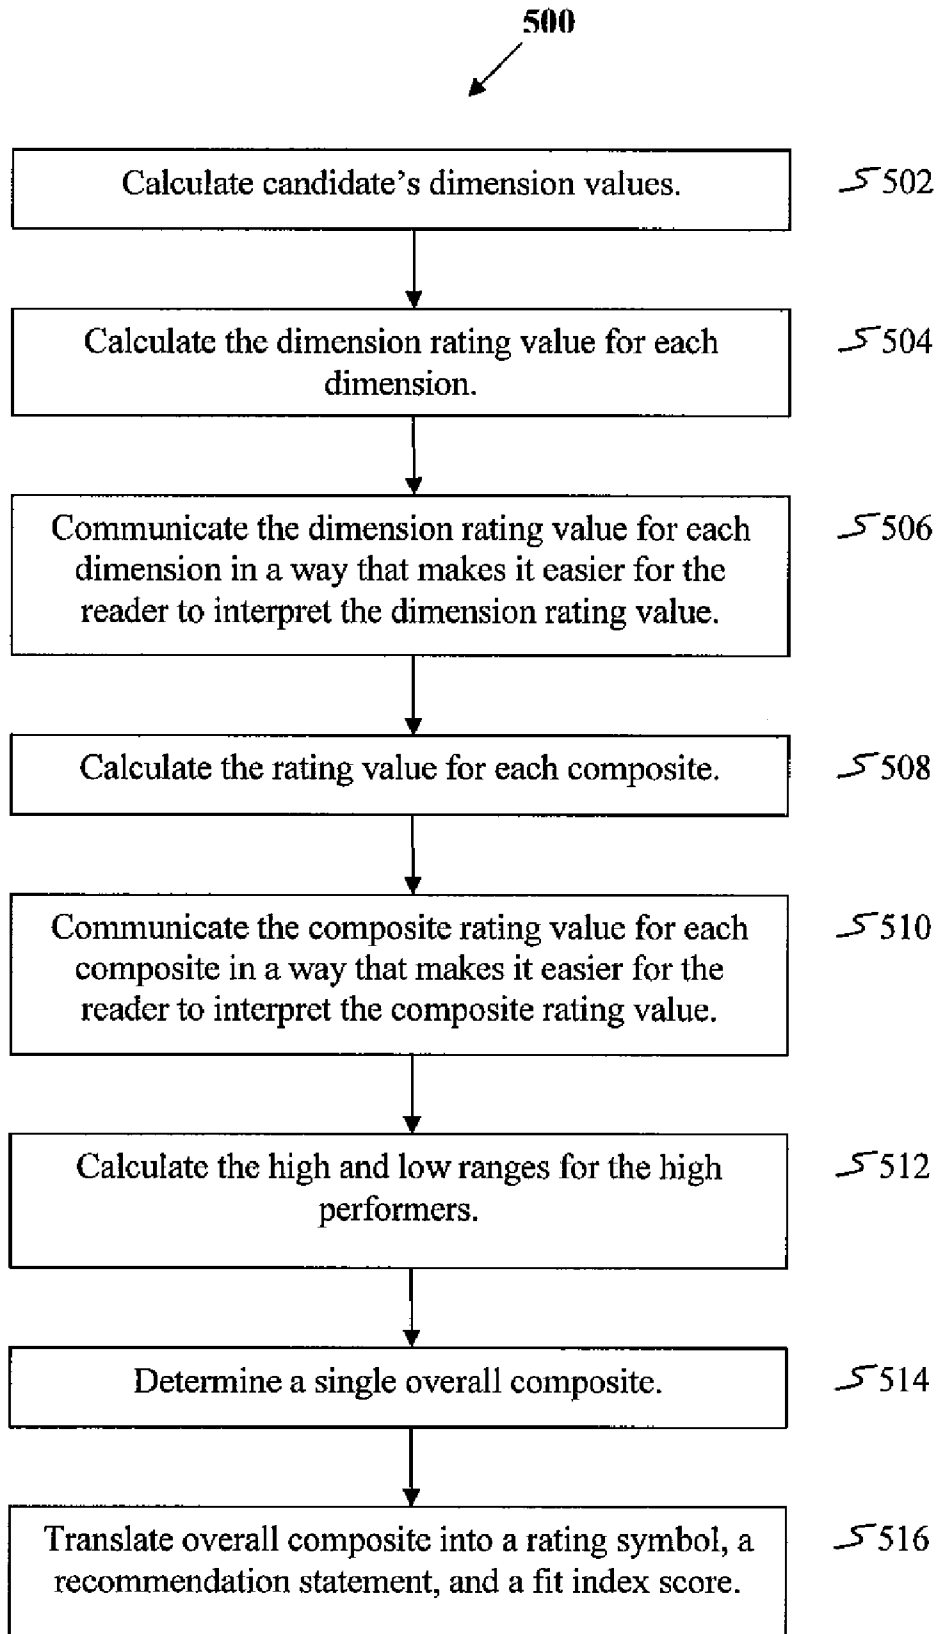 500
Calculate candidate's dimension values.
502
Calculate the dimension rating value for each
dimension.
504
Communicate the dimension rating value for each
dimension in a way that makes it easier for the
reader to interpret the dimension rating value.
506
Calculate the rating value for each composite.
508
Communicate the composite rating value for each
composite in a way that makes it easier for the
reader to interpret the composite rating value.
510
Calculate the high and low ranges for the high
performers.
512
Determine a single overall composite.
514
Translate overall composite into a rating symbol, a
recommendation statement, and a fit index score.
516